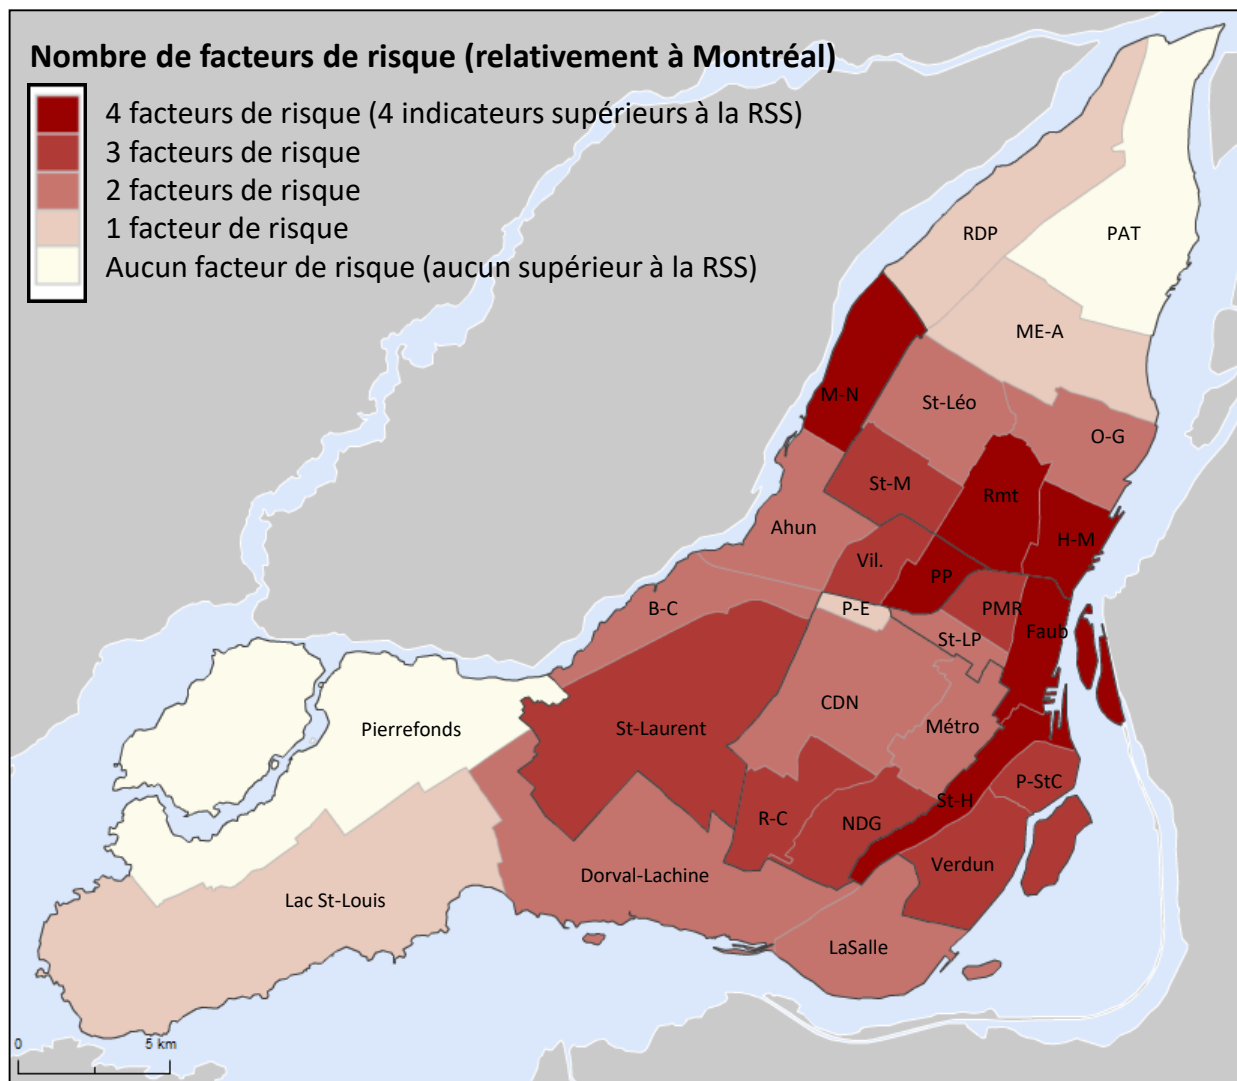 Nombre de facteurs de risque (relativement à Montréal)
4 facteurs de risque (4 indicateurs supérieurs à la RSS)
3 facteurs de risque
2 facteurs de risque
1 facteur de risque
Aucun facteur de risque (aucun supérieur à la RSS)
RDP
PAT
ME-A
M-N
St-Léo
O-G
St-M
Rmt
Ahun
H-M
Vil.
PP
B-C
P-E
PMR
Faub
St-LP
CDN
Métro
St-Laurent
Pierrefonds
P-StC
St-H
R-C
NDG
Verdun
Dorval-Lachine
Lac St-Louis
LaSalle
0
5 km